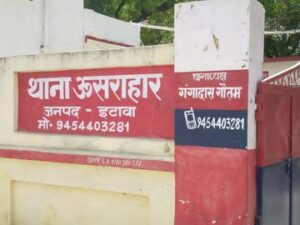 थाना ऊसराहार
जनपद - इटावा
मो. 9454403281
थानाध्यक्ष
गंगादास गौतम
9454403281